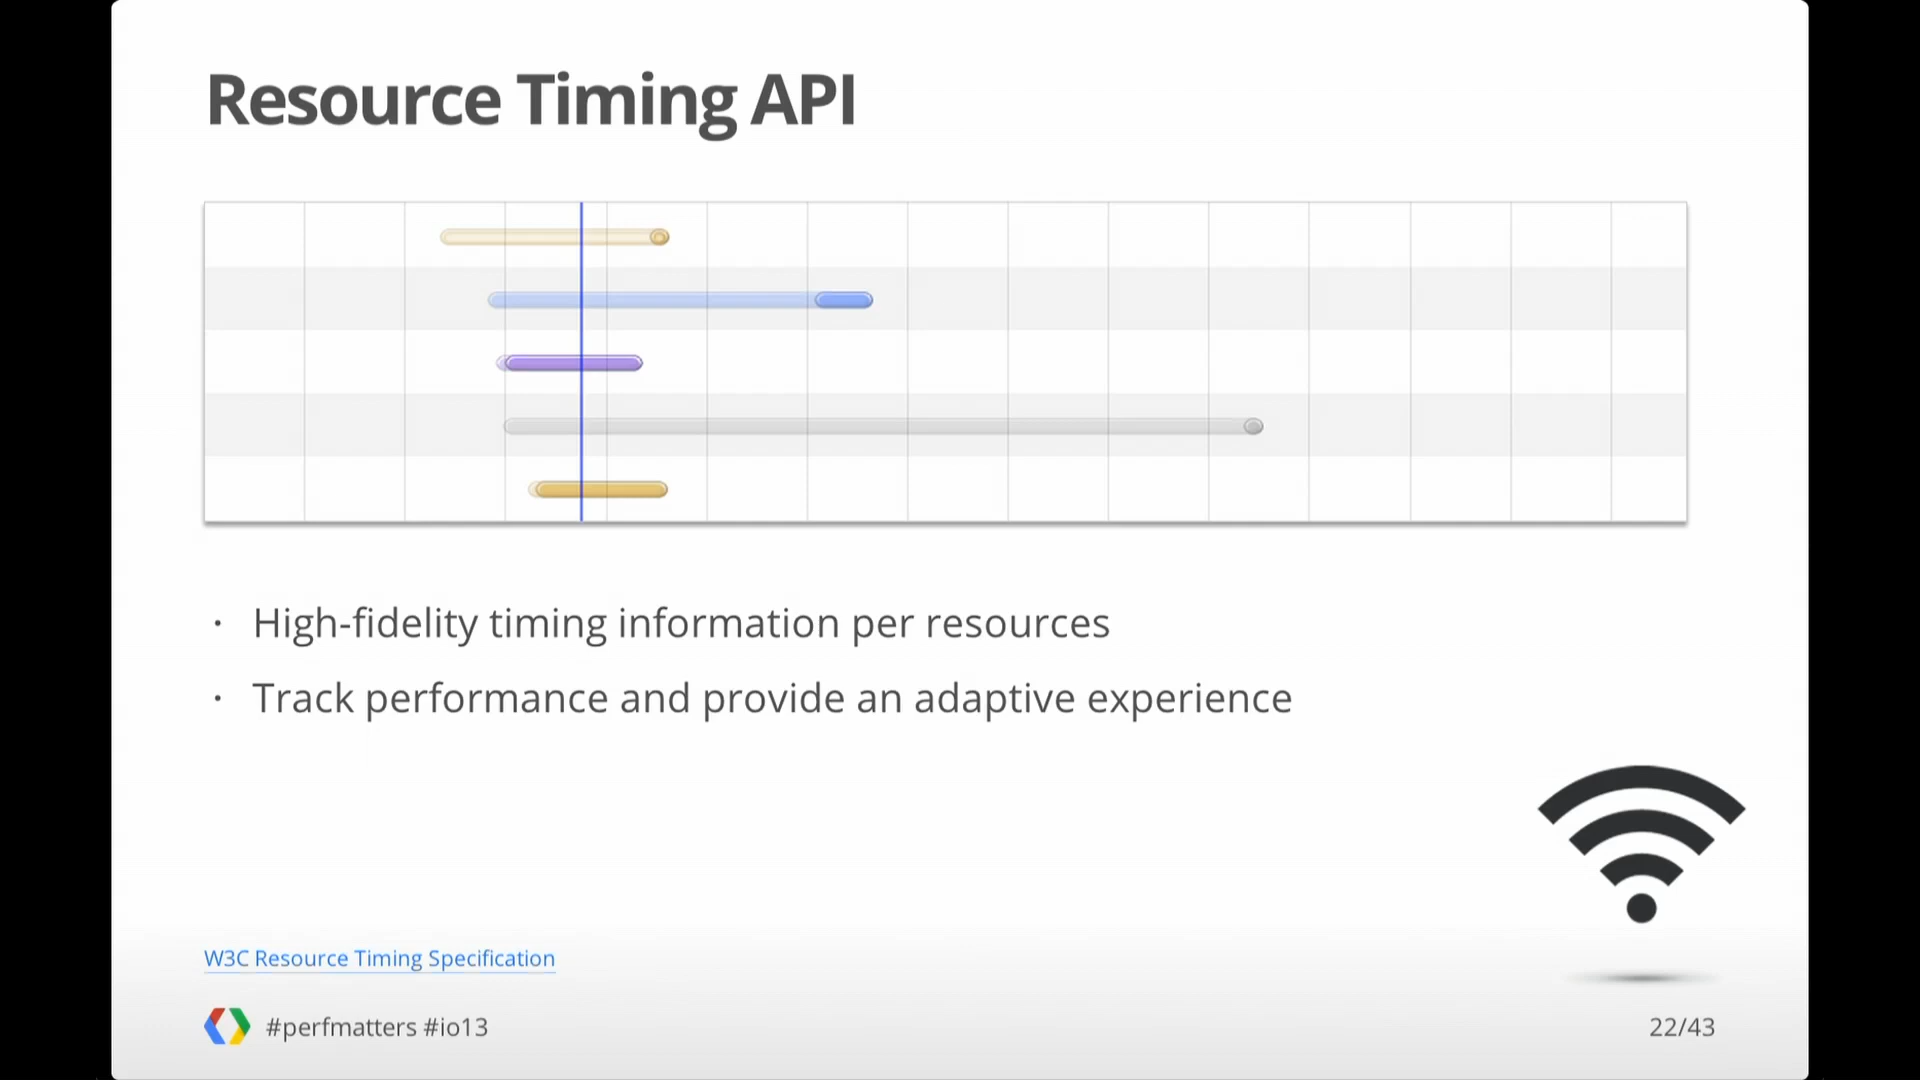 Resource Timing API
· High-fidelity timing information per resources
· Track performance and provide an adaptive experience
W3C Resource Timing Specification
#perfmatters #io13
22/43